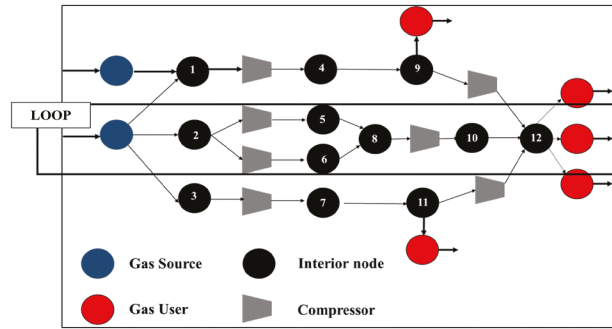 9
1
4
LOOP
5
2
8
10
12
6
3
7
11
Gas Source
Interior node
Gas User
Compressor